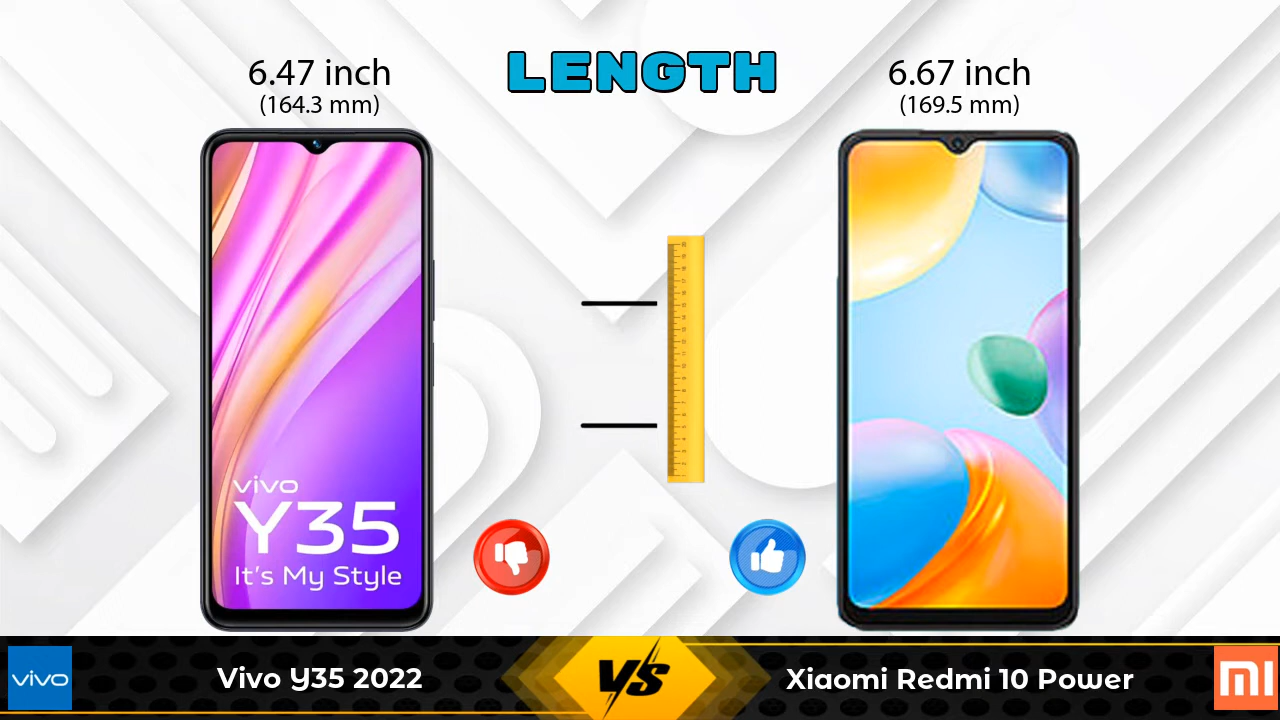 LENGTH
6.47 inch
(164.3 mm)
6.67 inch
(169.5 mm)
vivo
Y35
It's My Style
vivo
Vivo Y35 2022
VS
Xiaomi Redmi 10 Power
MI